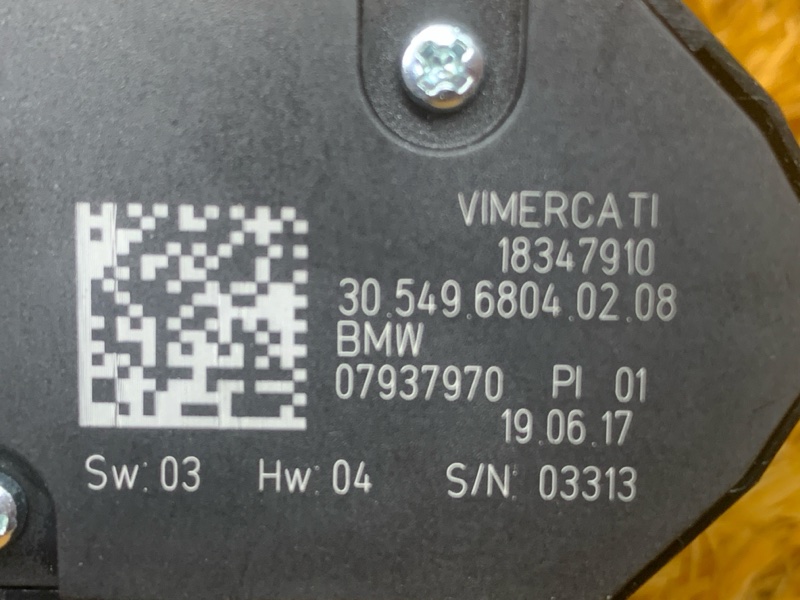 VIMERCATI
18347910
30.549.6804.02.08
BMW
07937970 PI 01
19.06.17
Sw: 03 Hw: 04 S/N: 03313